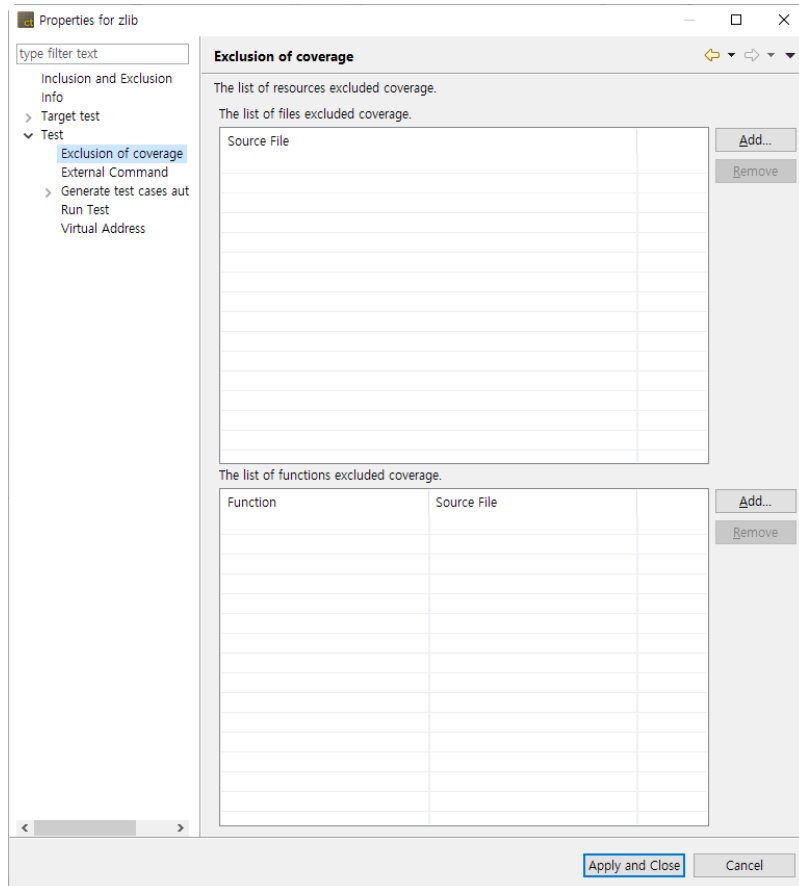 ct Properties for zlib
type filter text
Inclusion and Exclusion
Info
Target test
Test
Exclusion of coverage
External Command
Generate test cases aut
Run Test
Virtual Address
Exclusion of coverage
The list of resources excluded coverage.
The list of files excluded coverage.
Source File
Add...
Remove
The list of functions excluded coverage.
Function Source File
Add...
Remove
Apply and Close Cancel